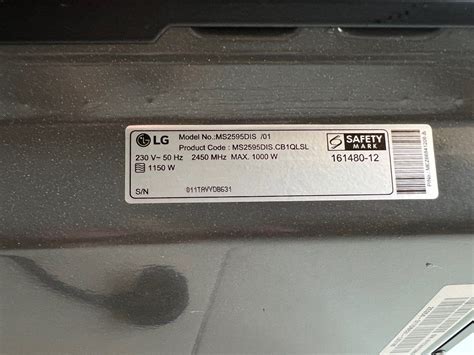 LG
Model No.:MS2595DIS /01
Product Code : MS2595DIS.CB1QLSL
230 V~ 50 Hz 2450 MHz MAX. 1000 W
1150 W
S/N
SAFETY
MARK
161480-12